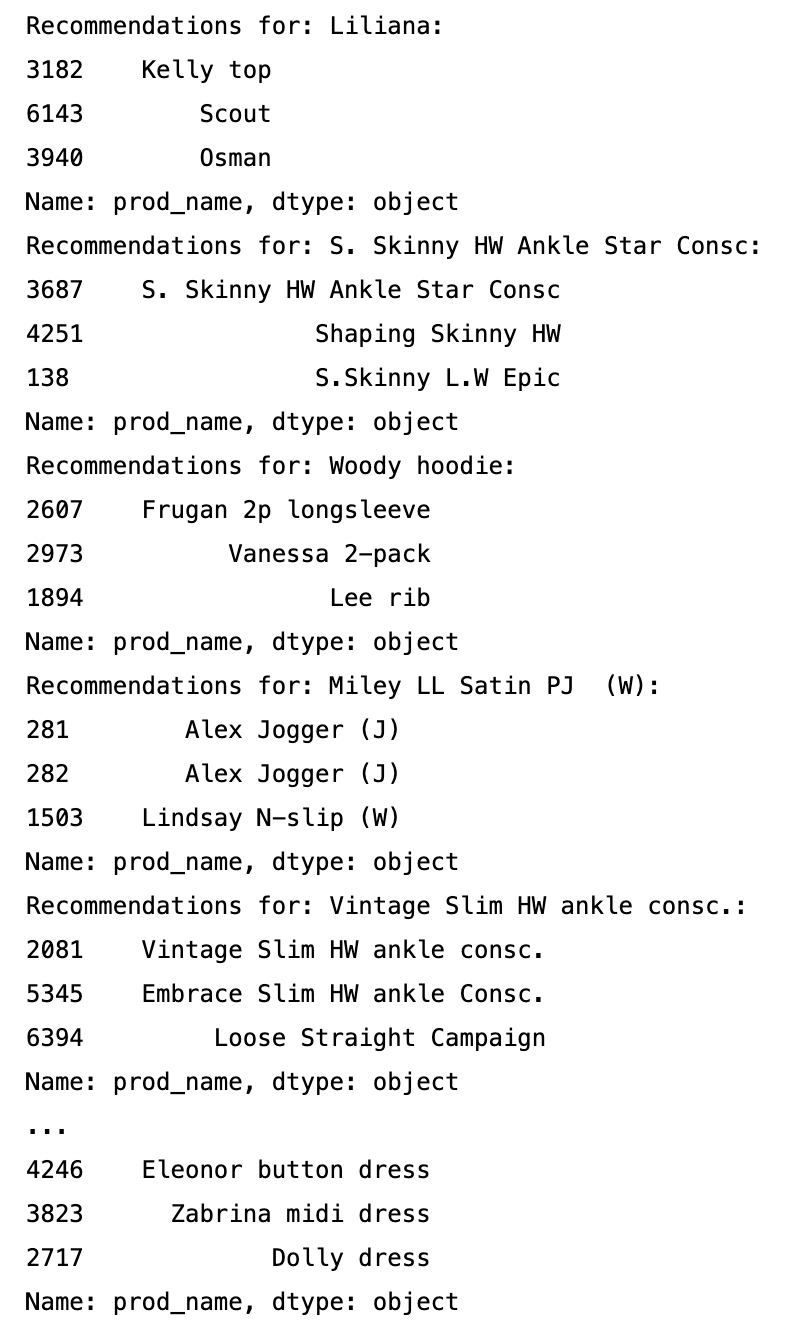 Recommendations for: Liliana:
3182    Kelly top
6143        Scout
3940        Osman
Name: prod_name, dtype: object
Recommendations for: S. Skinny HW Ankle Star Consc:
3687    S. Skinny HW Ankle Star Consc
4251                Shaping Skinny HW
138                 S.Skinny L.W Epic
Name: prod_name, dtype: object
Recommendations for: Woody hoodie:
2607    Frugan 2p longsleeve
2973          Vanessa 2-pack
1894                 Lee rib
Name: prod_name, dtype: object
Recommendations for: Miley LL Satin PJ  (W):
281        Alex Jogger (J)
282        Alex Jogger (J)
1503    Lindsay N-slip (W)
Name: prod_name, dtype: object
Recommendations for: Vintage Slim HW ankle consc.:
2081    Vintage Slim HW ankle consc.
5345    Embrace Slim HW ankle Consc.
6394         Loose Straight Campaign
Name: prod_name, dtype: object
...
4246    Eleonor button dress
3823      Zabrina midi dress
2717             Dolly dress
Name: prod_name, dtype: object